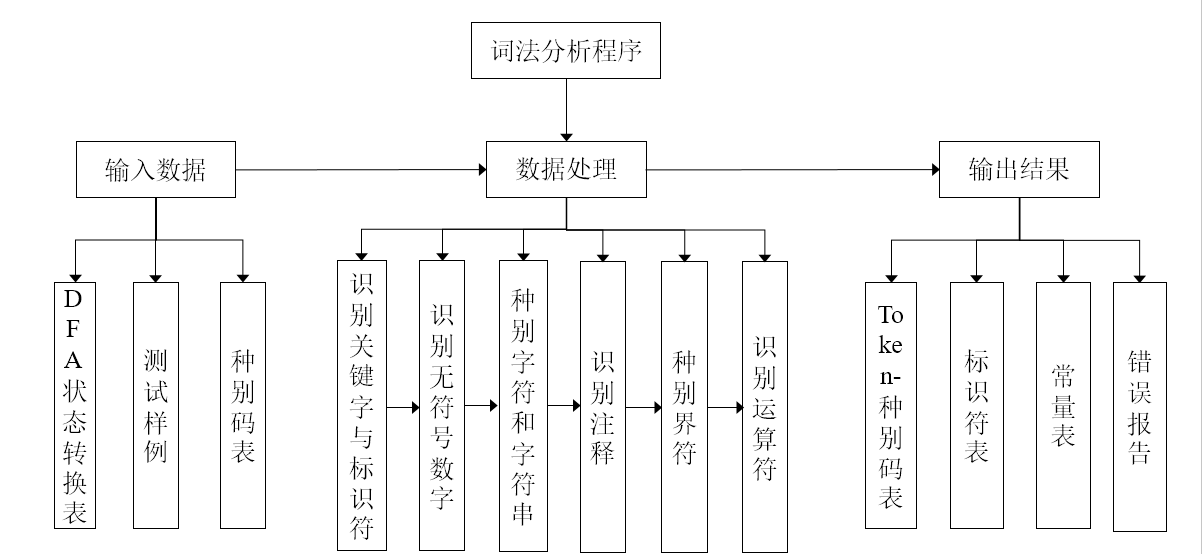 词法分析程序
输入数据
数据处理
输出结果
DFA状态转换表
测试样例
种别码表
识别关键字与标识符
识别无符号数字
种别字符和字符串
识别注释
种别界符
识别运算符
Token-种别码表
标识符表
常量表
错误报告